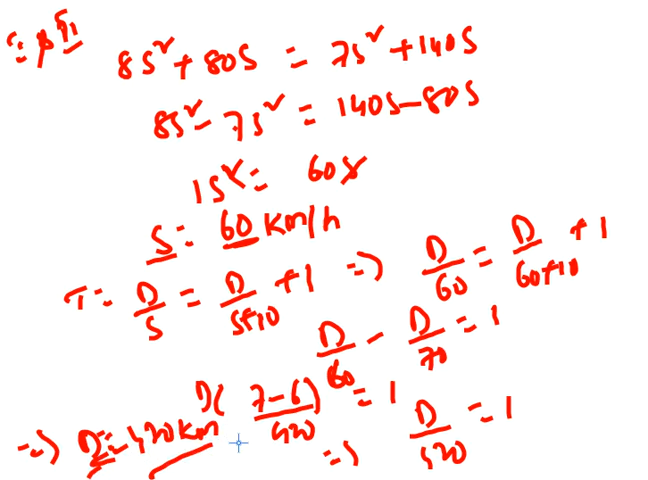 8S² + 80S = 7S² + 140S
8S² - 7S² = 140S - 80S
1S² = 60S
S = 60 km/h
T = D/S = D/S+10 + 1 => D/60 = D/60+10 + 1
D/60 - D/70 = 1
D(7-6)/420 = 1
=> D/420 = 1
=> D = 420 km